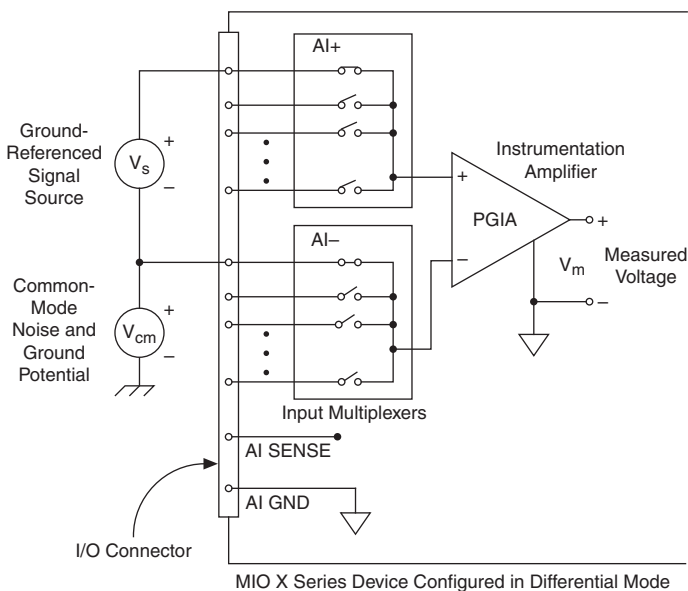 AI+
Ground-
Referenced
Signal
Source
+
Vs
–
+
PGIA
–
Instrumentation
Amplifier
+
Vm
Measured
Voltage
–
AI–
Common-
Mode
Noise and
Ground
Potential
+
Vcm
–
Input Multiplexers
AI SENSE
AI GND
I/O Connector
MIO X Series Device Configured in Differential Mode